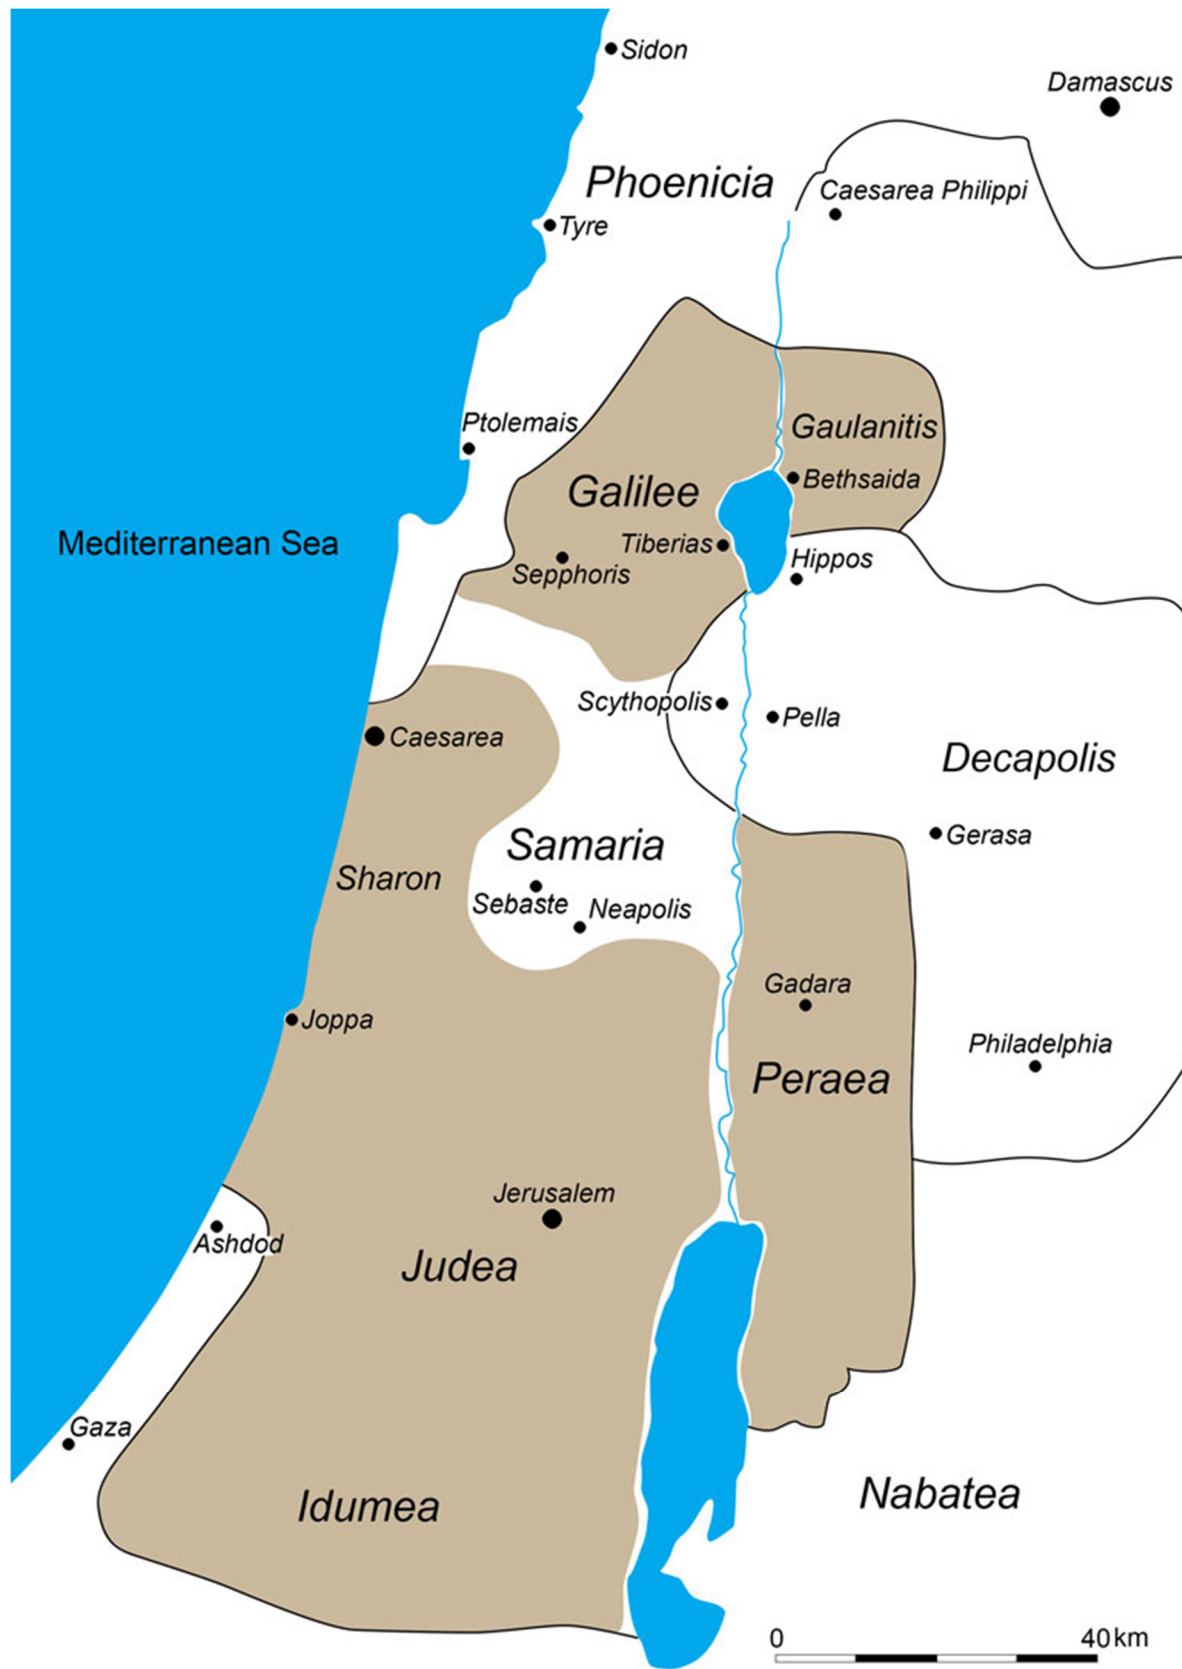 Sidon
Damascus
Phoenicia
Caesarea Philippi
Tyre
Ptolemais
Gaulanitis
Bethsaida
Galilee
Mediterranean Sea
Tiberias
Hippos
Sepphoris
Scythopolis
Pella
Caesarea
Decapolis
Gerasa
Samaria
Sharon
Sebaste
Neapolis
Gadara
Joppa
Philadelphia
Peraea
Jerusalem
Ashdod
Judea
Gaza
Nabatea
Idumea
0 40 km